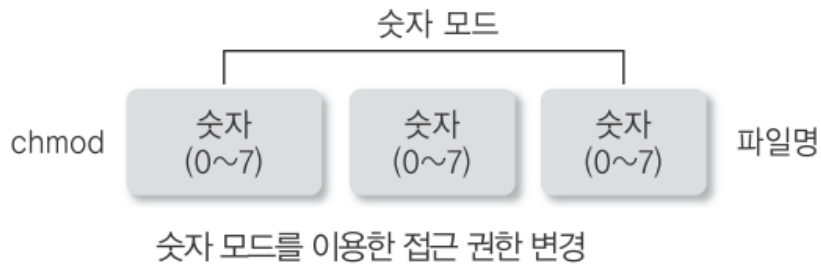 숫자 모드
chmod 숫자 숫자 숫자 파일명
(0~7) (0~7) (0~7)
숫자 모드를 이용한 접근 권한 변경